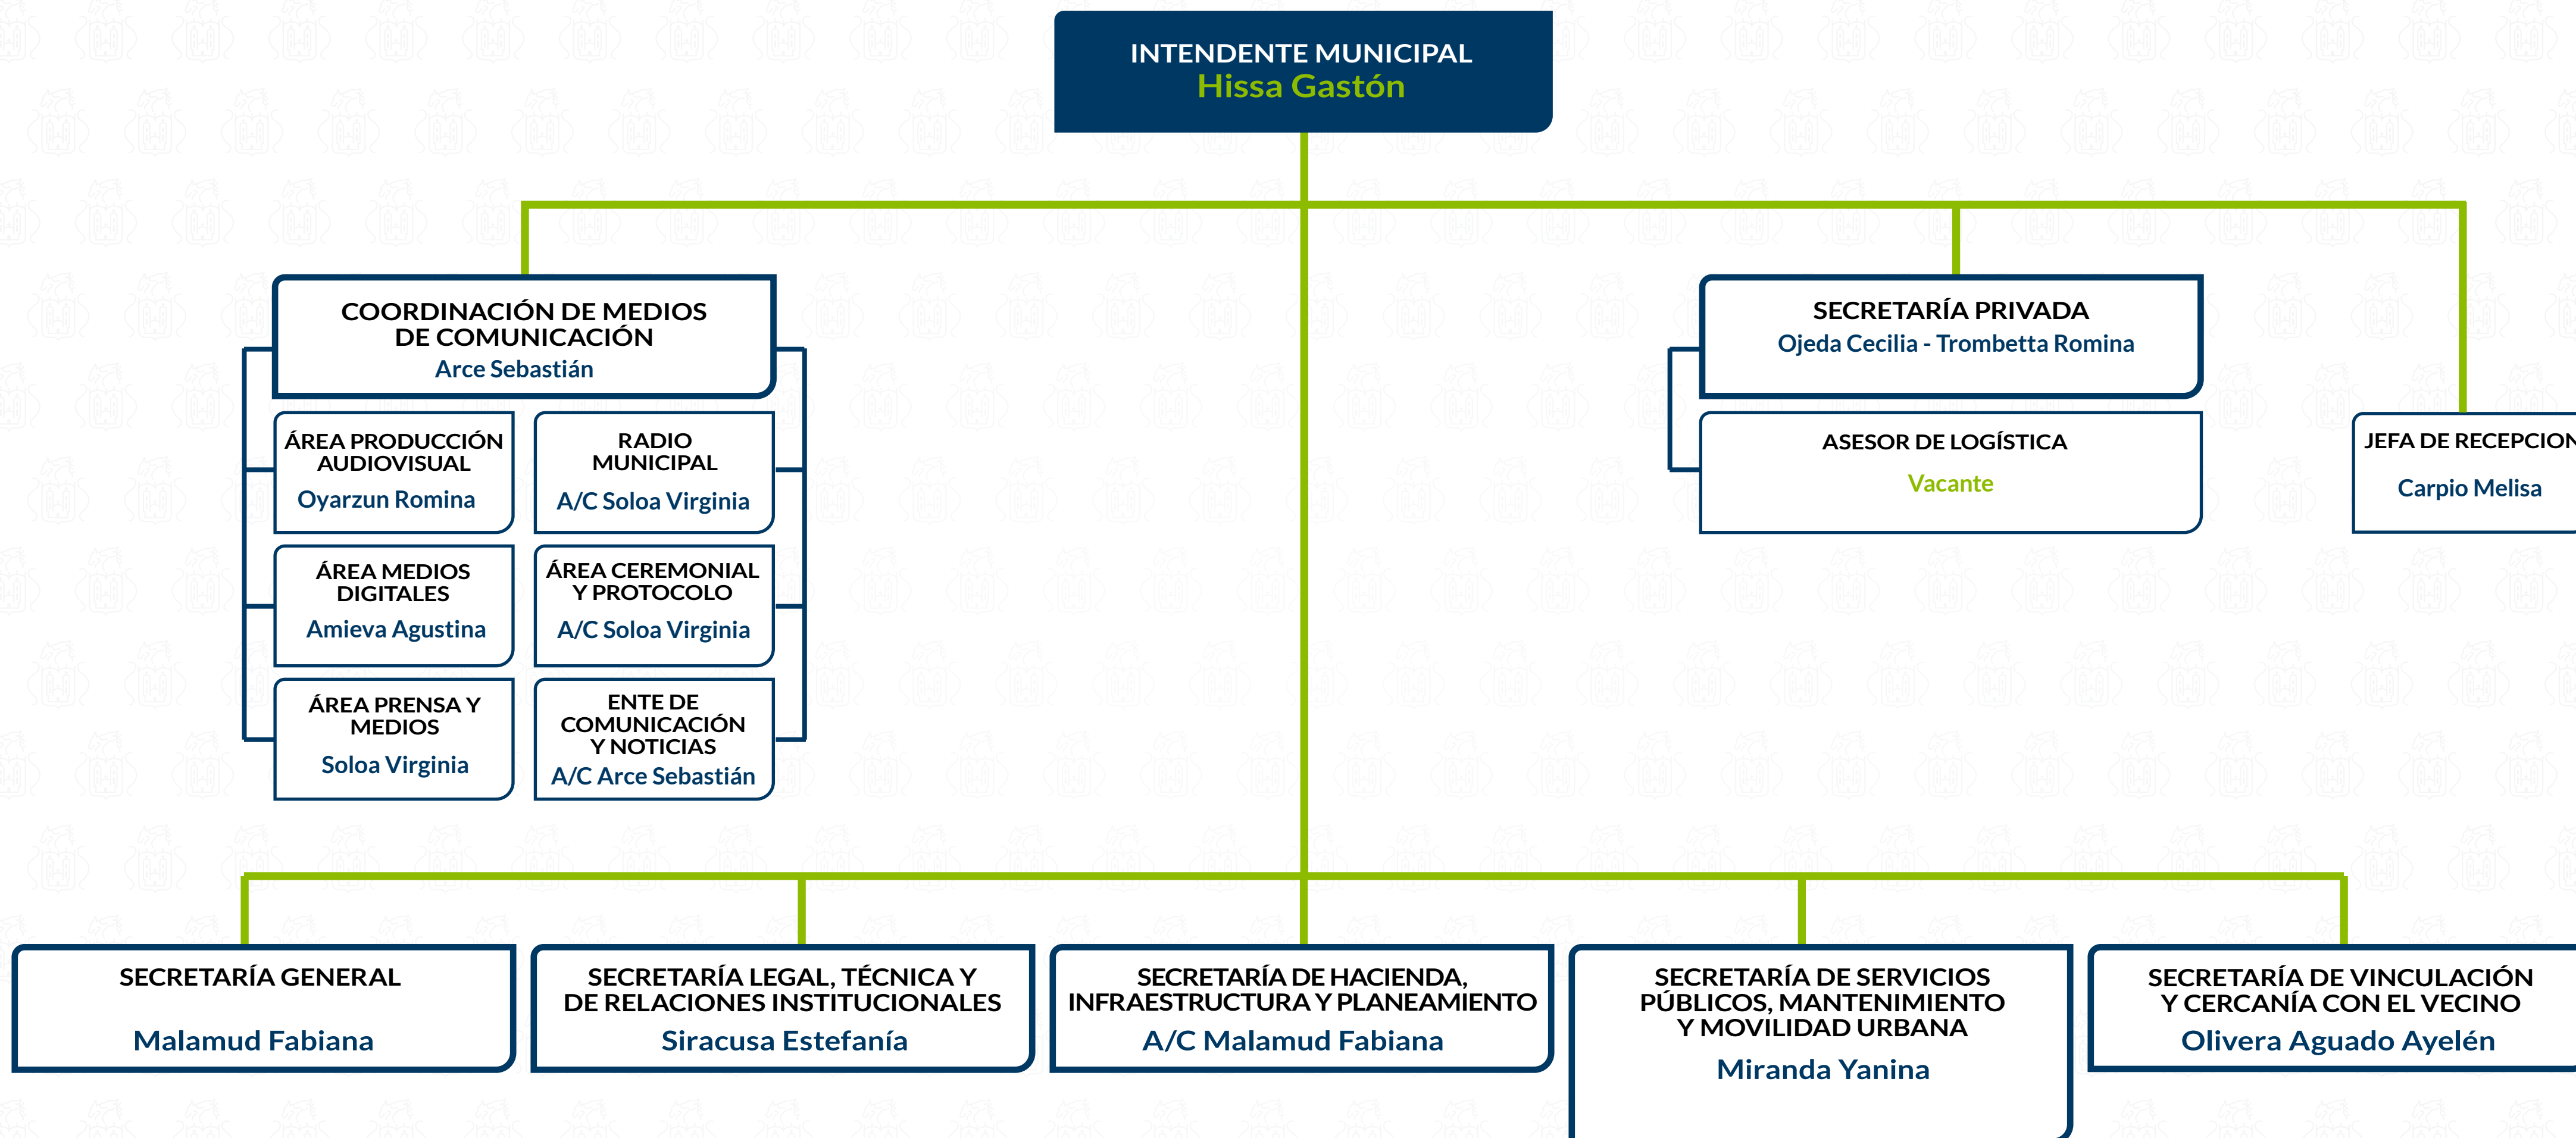 INTENDENTE MUNICIPAL
Hissa Gastón
COORDINACIÓN DE MEDIOS
DE COMUNICACIÓN
Arce Sebastián
ÁREA PRODUCCIÓN
AUDIOVISUAL
Oyarzun Romina
RADIO
MUNICIPAL
A/C Soloa Virginia
ÁREA MEDIOS
DIGITALES
Amieva Agustina
ÁREA CEREMONIAL
Y PROTOCOLO
A/C Soloa Virginia
ÁREA PRENSA Y
MEDIOS
Soloa Virginia
ENTE DE
COMUNICACIÓN
Y NOTICIAS
A/C Arce Sebastián
SECRETARÍA PRIVADA
Ojeda Cecilia - Trombetta Romina
ASESOR DE LOGÍSTICA
Vacante
JEFA DE RECEPCION
Carpio Melisa
SECRETARÍA GENERAL
Malamud Fabiana
SECRETARÍA LEGAL, TÉCNICA Y
DE RELACIONES INSTITUCIONALES
Siracusa Estefanía
SECRETARÍA DE HACIENDA,
INFRAESTRUCTURA Y PLANEAMIENTO
A/C Malamud Fabiana
SECRETARÍA DE SERVICIOS
PÚBLICOS, MANTENIMIENTO
Y MOVILIDAD URBANA
Miranda Yanina
SECRETARÍA DE VINCULACIÓN
Y CERCANÍA CON EL VECINO
Olivera Aguado Ayelén